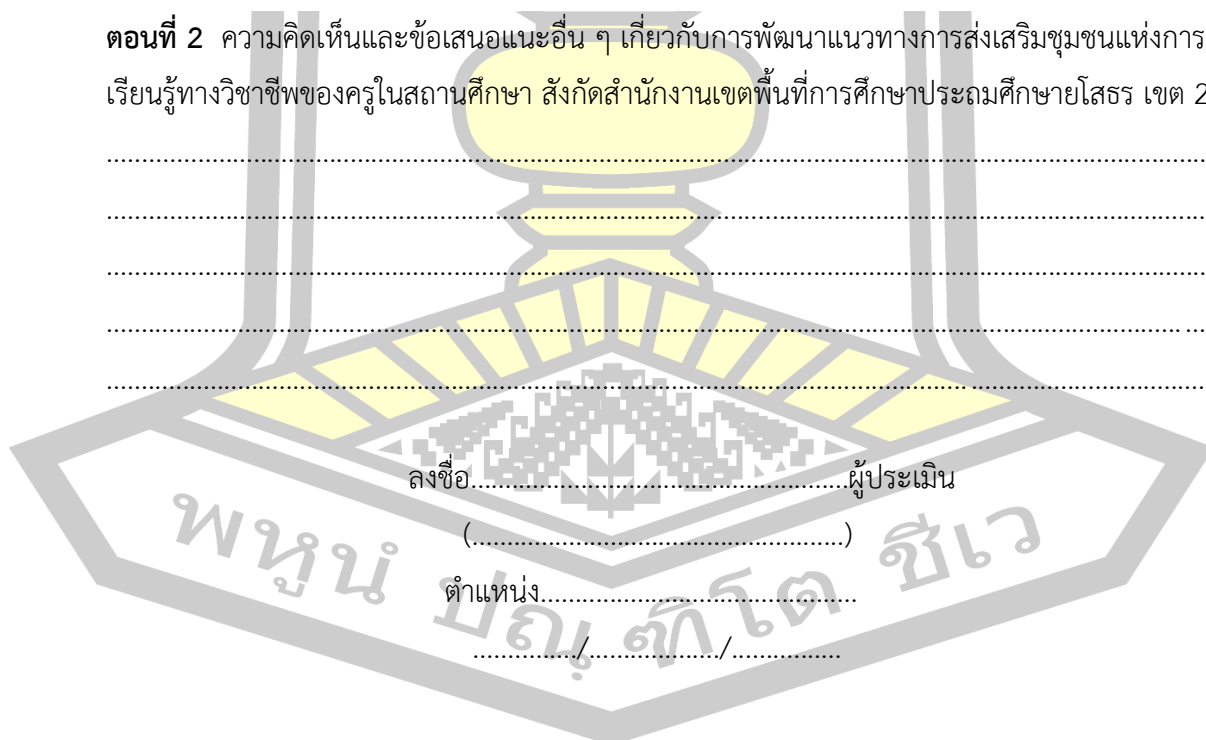 ตอนที่ 2 ความคิดเห็นและข้อเสนอแนะอื่น ๆ เกี่ยวกับการพัฒนาแนวทางการส่งเสริมชุมชนแห่งการ
เรียนรู้ทางวิชาชีพของครูในสถานศึกษา สังกัดสำนักงานเขตพื้นที่การศึกษาประถมศึกษายโสธร เขต 2
ลงชื่อ......................................................ผู้ประเมิน
(......................................................)
ตำแหน่ง..............................................
.............../.................../................
พหูนํ ปณฺฑิโต ชีเว